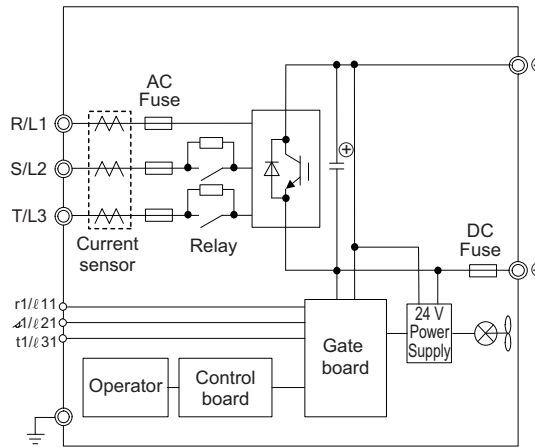 AC
Fuse
R/L1
S/L2
T/L3
Current
sensor
Relay
DC
Fuse
r1/ℓ11
ℓ21
t1/ℓ31
Gate
board
24 V
Power
Supply
Operator
Control
board